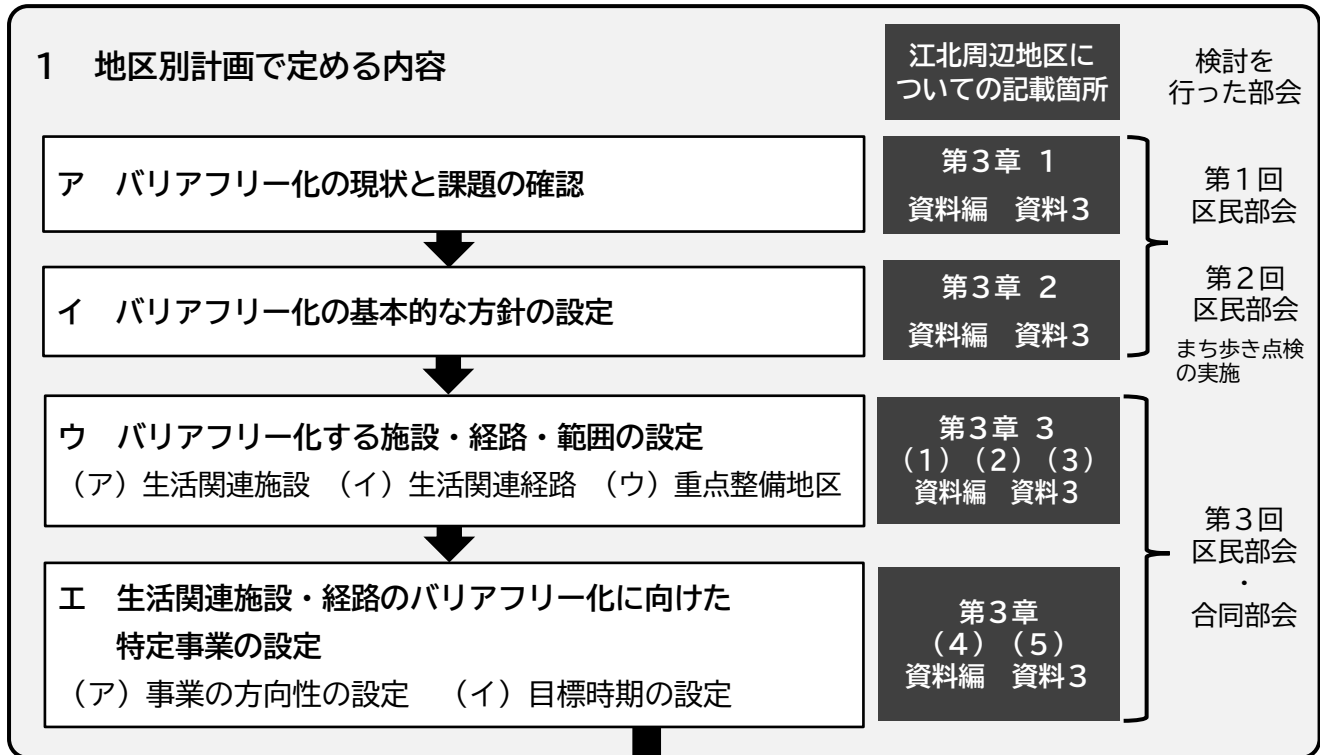 1 地区別計画で定める内容
江北周辺地区に
ついての記載箇所
検討を
行った部会
ア バリアフリー化の現状と課題の確認
第3章 1
資料編 資料3
第1回
区民部会
イ バリアフリー化の基本的な方針の設定
第3章 2
資料編 資料3
第2回
区民部会
まち歩き点検
の実施
ウ バリアフリー化する施設・経路・範囲の設定
(ア)生活関連施設 (イ)生活関連経路 (ウ)重点整備地区
第3章 3
(1)(2)(3)
資料編 資料3
第3回
区民部会
・
合同部会
エ 生活関連施設・経路のバリアフリー化に向けた
特定事業の設定
(ア)事業の方向性の設定 (イ)目標時期の設定
第3章
(4)(5)
資料編 資料3